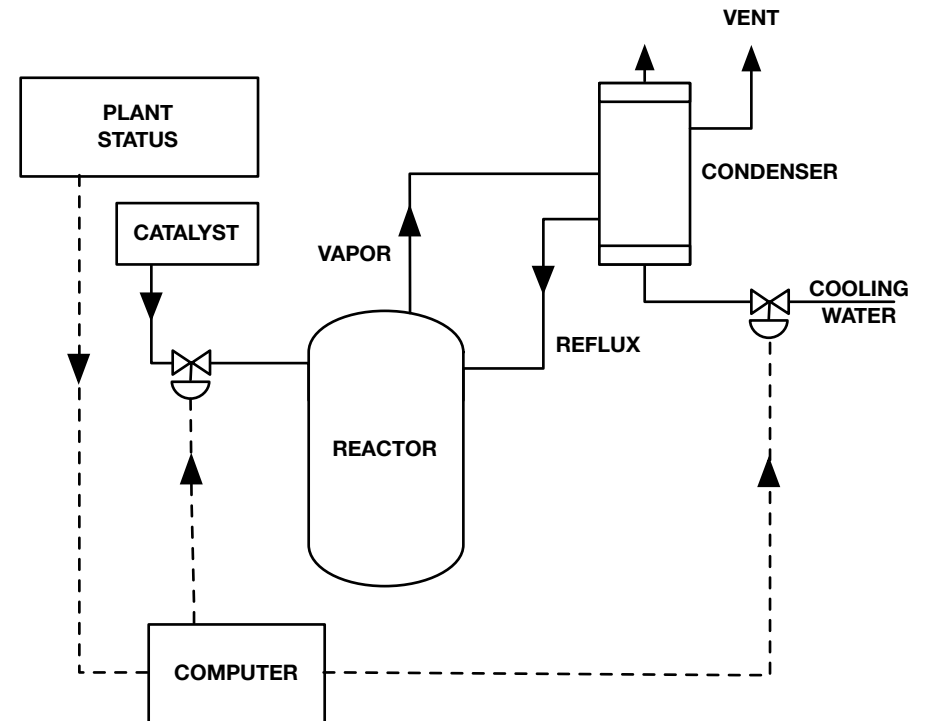 VENT
PLANT
STATUS
CONDENSER
CATALYST
VAPOR
COOLING
WATER
REFLUX
REACTOR
COMPUTER